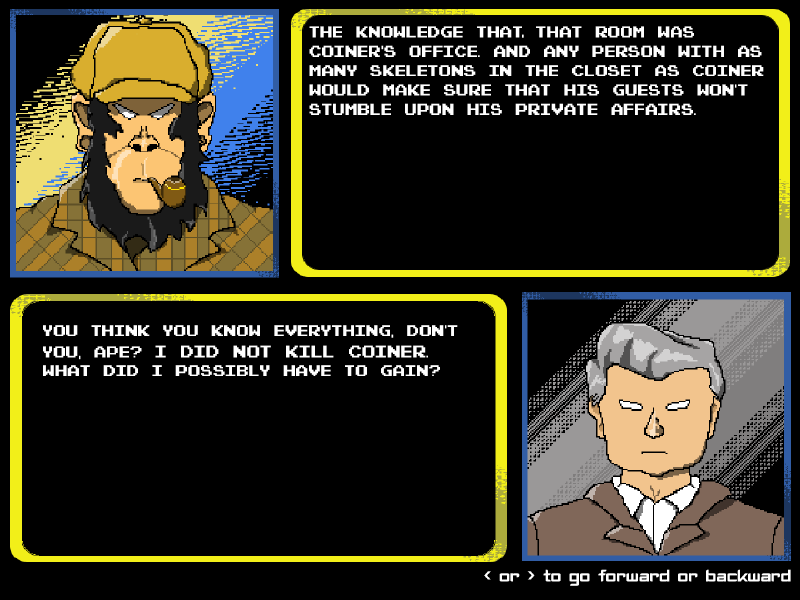 THE KNOWLEDGE THAT. THAT ROOM WAS
COINER'S OFFICE. AND ANY PERSON WITH AS
MANY SKELETONS IN THE CLOSET AS COINER
WOULD MAKE SURE THAT HIS GUESTS WON'T
STUMBLE UPON HIS PRIVATE AFFAIRS.
YOU THINK YOU KNOW EVERYTHING, DON'T
YOU, APE? I DID NOT KILL COINER.
WHAT DID I POSSIBLY HAVE TO GAIN?
< or > to go forward or backward